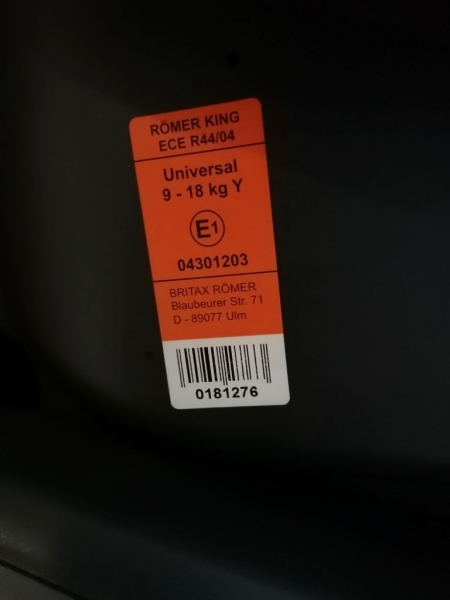 RÖMER KING
ECE R44/04
Universal
9 - 18 kg Y
E1
04301203
BRITAX RÖMER
Blaubeurer Str. 71
D - 89077 Ulm
0181276